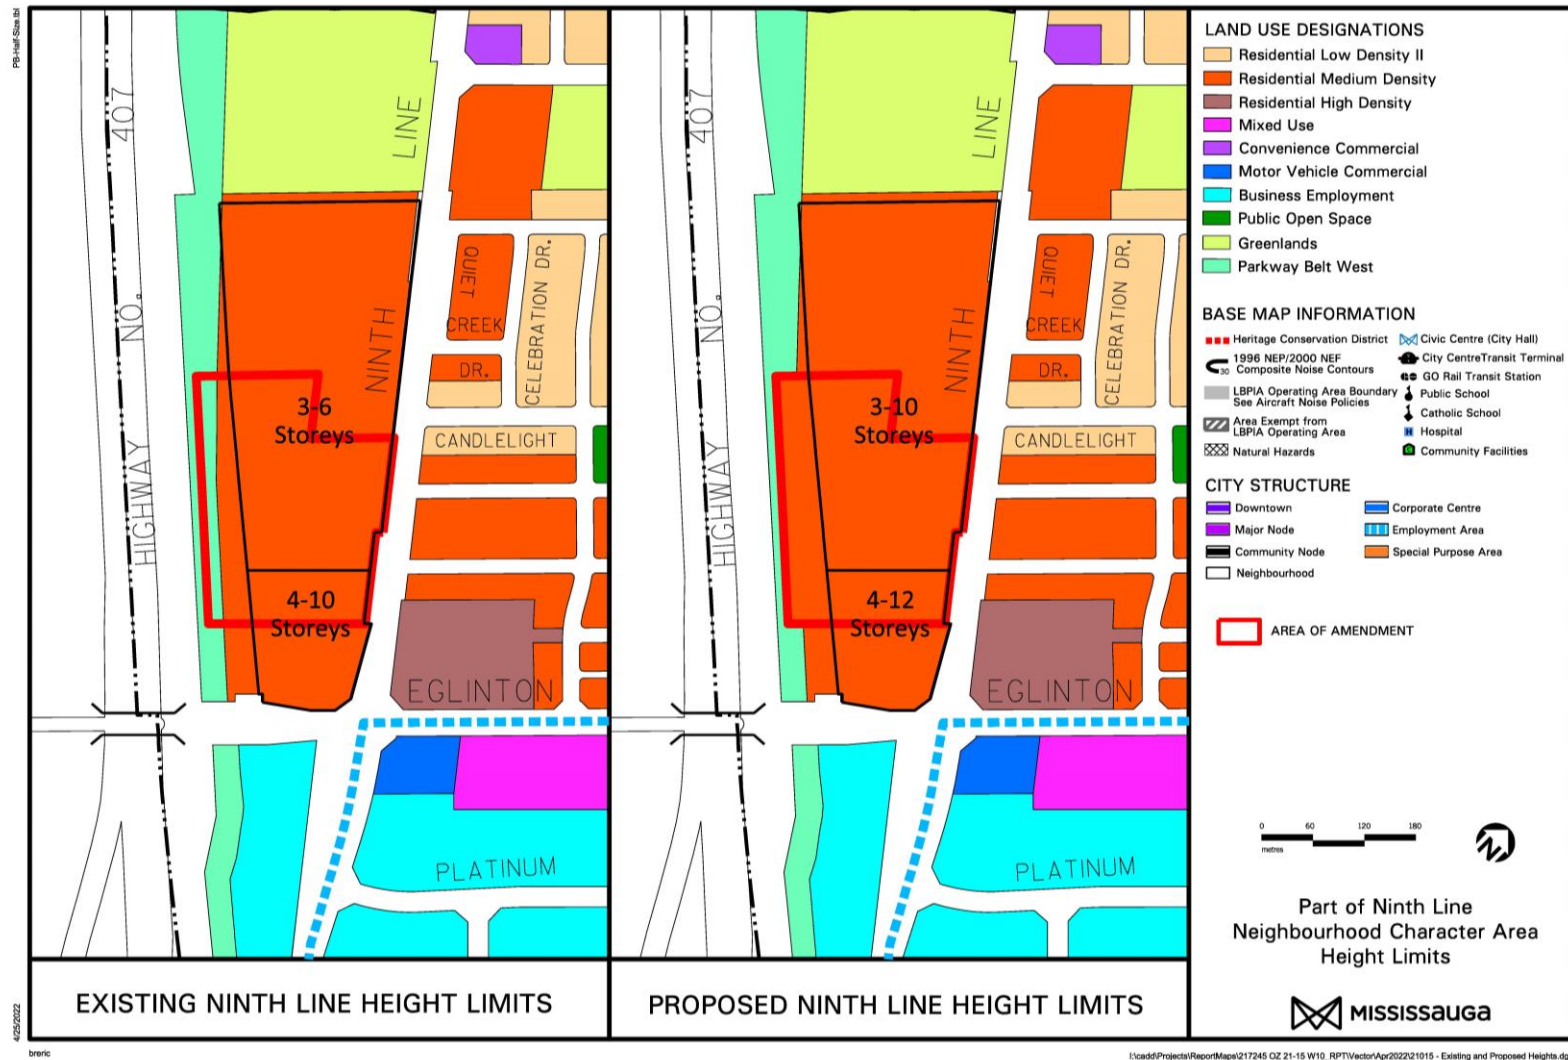 PB-Half-Size.tbl
407
LINE
NO.
QUIET
CREEK
CELEBRATION DR.
DR.
NINTH
3-6
Storeys
CANDLELIGHT
HIGHWAY
4-10
Storeys
EGLINTON
PLATINUM
EXISTING NINTH LINE HEIGHT LIMITS
407
LINE
NO.
QUIET
CREEK
CELEBRATION DR.
DR.
NINTH
3-10
Storeys
CANDLELIGHT
HIGHWAY
4-12
Storeys
EGLINTON
PLATINUM
PROPOSED NINTH LINE HEIGHT LIMITS
LAND USE DESIGNATIONS
Residential Low Density II
Residential Medium Density
Residential High Density
Mixed Use
Convenience Commercial
Motor Vehicle Commercial
Business Employment
Public Open Space
Greenlands
Parkway Belt West
BASE MAP INFORMATION
Heritage Conservation District
30
1996 NEP/2000 NEF
Composite Noise Contours
LBPIA Operating Area Boundary
See Aircraft Noise Policies
Area Exempt from
LBPIA Operating Area
Natural Hazards
Civic Centre (City Hall)
City CentreTransit Terminal
GO Rail Transit Station
Public School
Catholic School
H Hospital
Community Facilities
CITY STRUCTURE
Downtown
Major Node
Community Node
Neighbourhood
Corporate Centre
Employment Area
Special Purpose Area
AREA OF AMENDMENT
0 60 120 180
metres
N
Part of Ninth Line
Neighbourhood Character Area
Height Limits
MISSISSAUGA
4/25/2022
breric